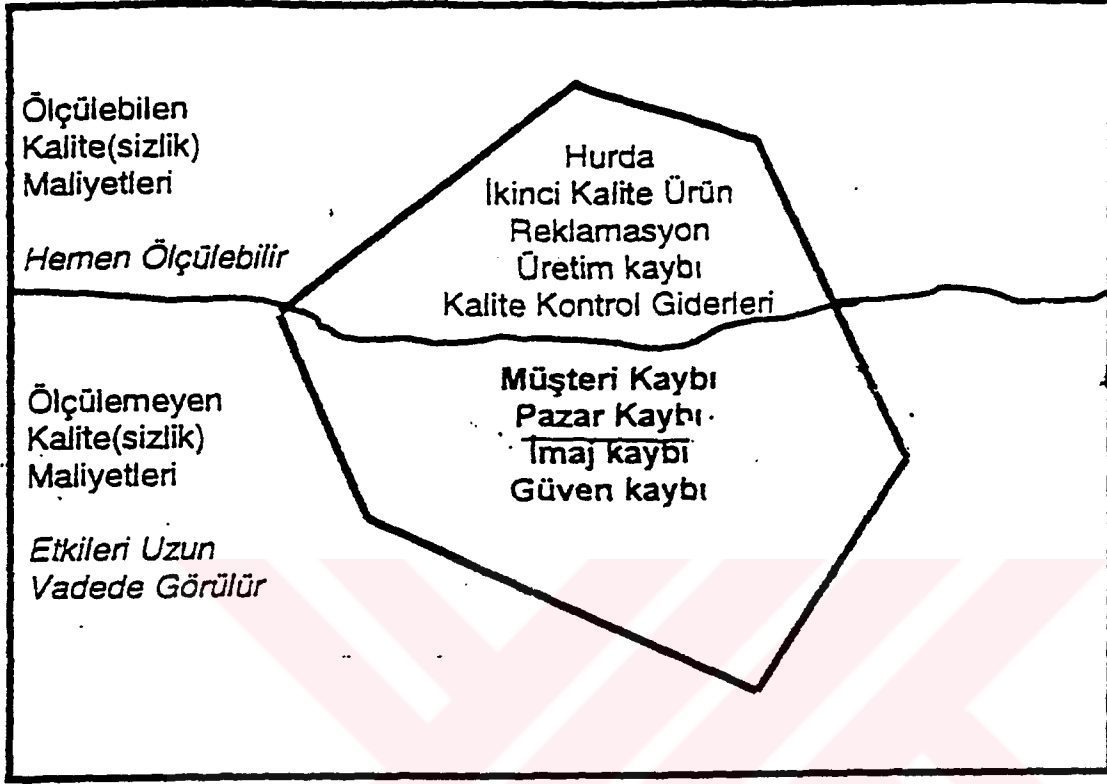 Ölçülebilen
Kalite(sizlik)
Maliyetleri
Hemen Ölçülebilir
Hurda
İkinci Kalite Ürün
Reklamasyon
Üretim kaybı
Kalite Kontrol Giderleri
Ölçülemeyen
Kalite(sizlik)
Maliyetleri
Etkileri Uzun
Vadede Görülür
Müşteri Kaybı
Pazar Kaybı
İmaj kaybı
Güven kaybı